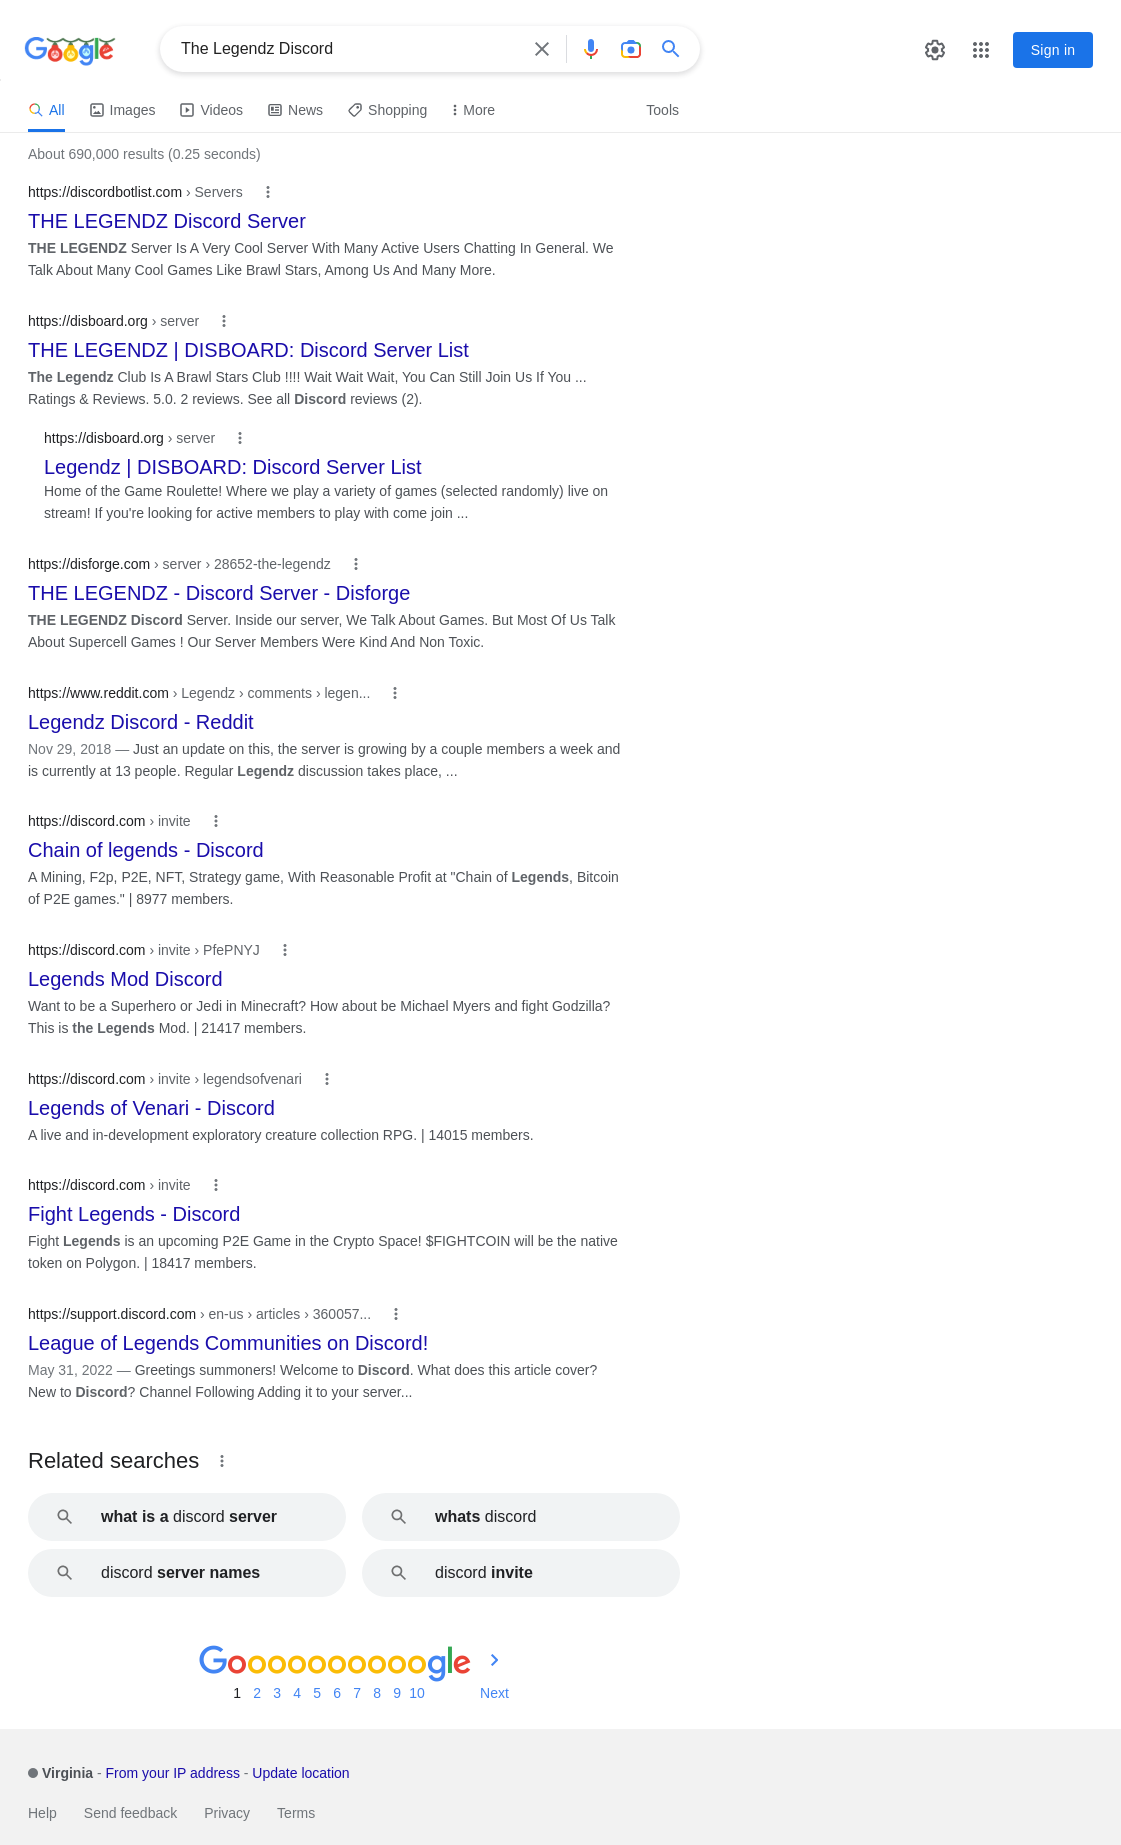 Google
The Legendz Discord
Sign in
All
Images
Videos
News
Shopping
More
Tools
About 690,000 results (0.25 seconds)
https://discordbotlist.com › Servers
THE LEGENDZ Discord Server
THE LEGENDZ Server Is A Very Cool Server With Many Active Users Chatting In General. We
Talk About Many Cool Games Like Brawl Stars, Among Us And Many More.
https://disboard.org › server
THE LEGENDZ | DISBOARD: Discord Server List
The Legendz Club Is A Brawl Stars Club !!!! Wait Wait Wait, You Can Still Join Us If You ...
Ratings & Reviews. 5.0. 2 reviews. See all Discord reviews (2).
https://disboard.org › server
Legendz | DISBOARD: Discord Server List
Home of the Game Roulette! Where we play a variety of games (selected randomly) live on
stream! If you're looking for active members to play with come join ...
https://disforge.com › server › 28652-the-legendz
THE LEGENDZ - Discord Server - Disforge
THE LEGENDZ Discord Server. Inside our server, We Talk About Games. But Most Of Us Talk
About Supercell Games ! Our Server Members Were Kind And Non Toxic.
https://www.reddit.com › Legendz › comments › legen...
Legendz Discord - Reddit
Nov 29, 2018 — Just an update on this, the server is growing by a couple members a week and
is currently at 13 people. Regular Legendz discussion takes place, ...
https://discord.com › invite
Chain of legends - Discord
A Mining, F2p, P2E, NFT, Strategy game, With Reasonable Profit at "Chain of Legends, Bitcoin
of P2E games." | 8977 members.
https://discord.com › invite › PfePNYJ
Legends Mod Discord
Want to be a Superhero or Jedi in Minecraft? How about be Michael Myers and fight Godzilla?
This is the Legends Mod. | 21417 members.
https://discord.com › invite › legendsofvenari
Legends of Venari - Discord
A live and in-development exploratory creature collection RPG. | 14015 members.
https://discord.com › invite
Fight Legends - Discord
Fight Legends is an upcoming P2E Game in the Crypto Space! $FIGHTCOIN will be the native
token on Polygon. | 18417 members.
https://support.discord.com › en-us › articles › 360057...
League of Legends Communities on Discord!
May 31, 2022 — Greetings summoners! Welcome to Discord. What does this article cover?
New to Discord? Channel Following Adding it to your server...
Related searches
what is a discord server
whats discord
discord server names
discord invite
Goooooooooogle
1 2 3 4 5 6 7 8 9 10 Next
Virginia - From your IP address - Update location
Help Send feedback Privacy Terms